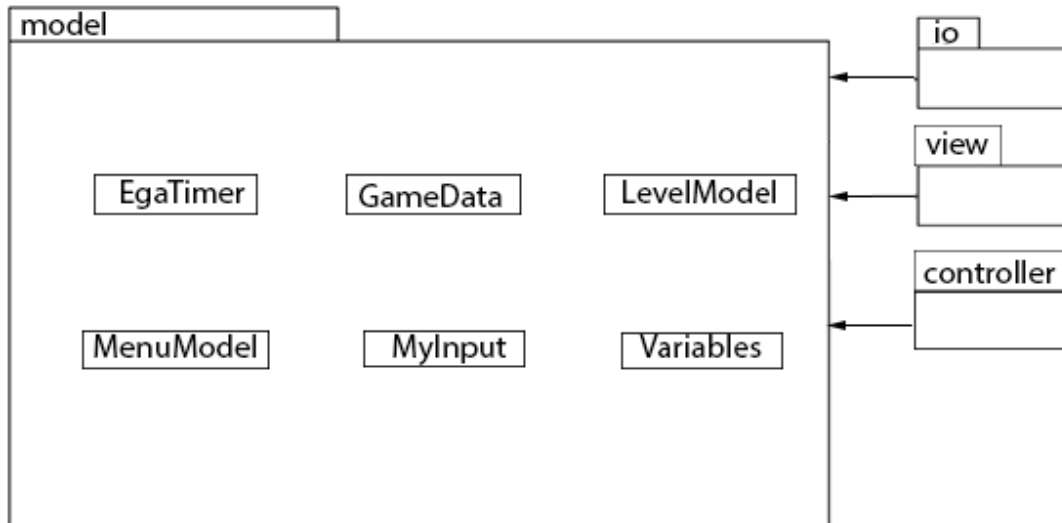 model
io
view
EgaTimer
GameData
LevelModel
controller
MenuModel
MyInput
Variables